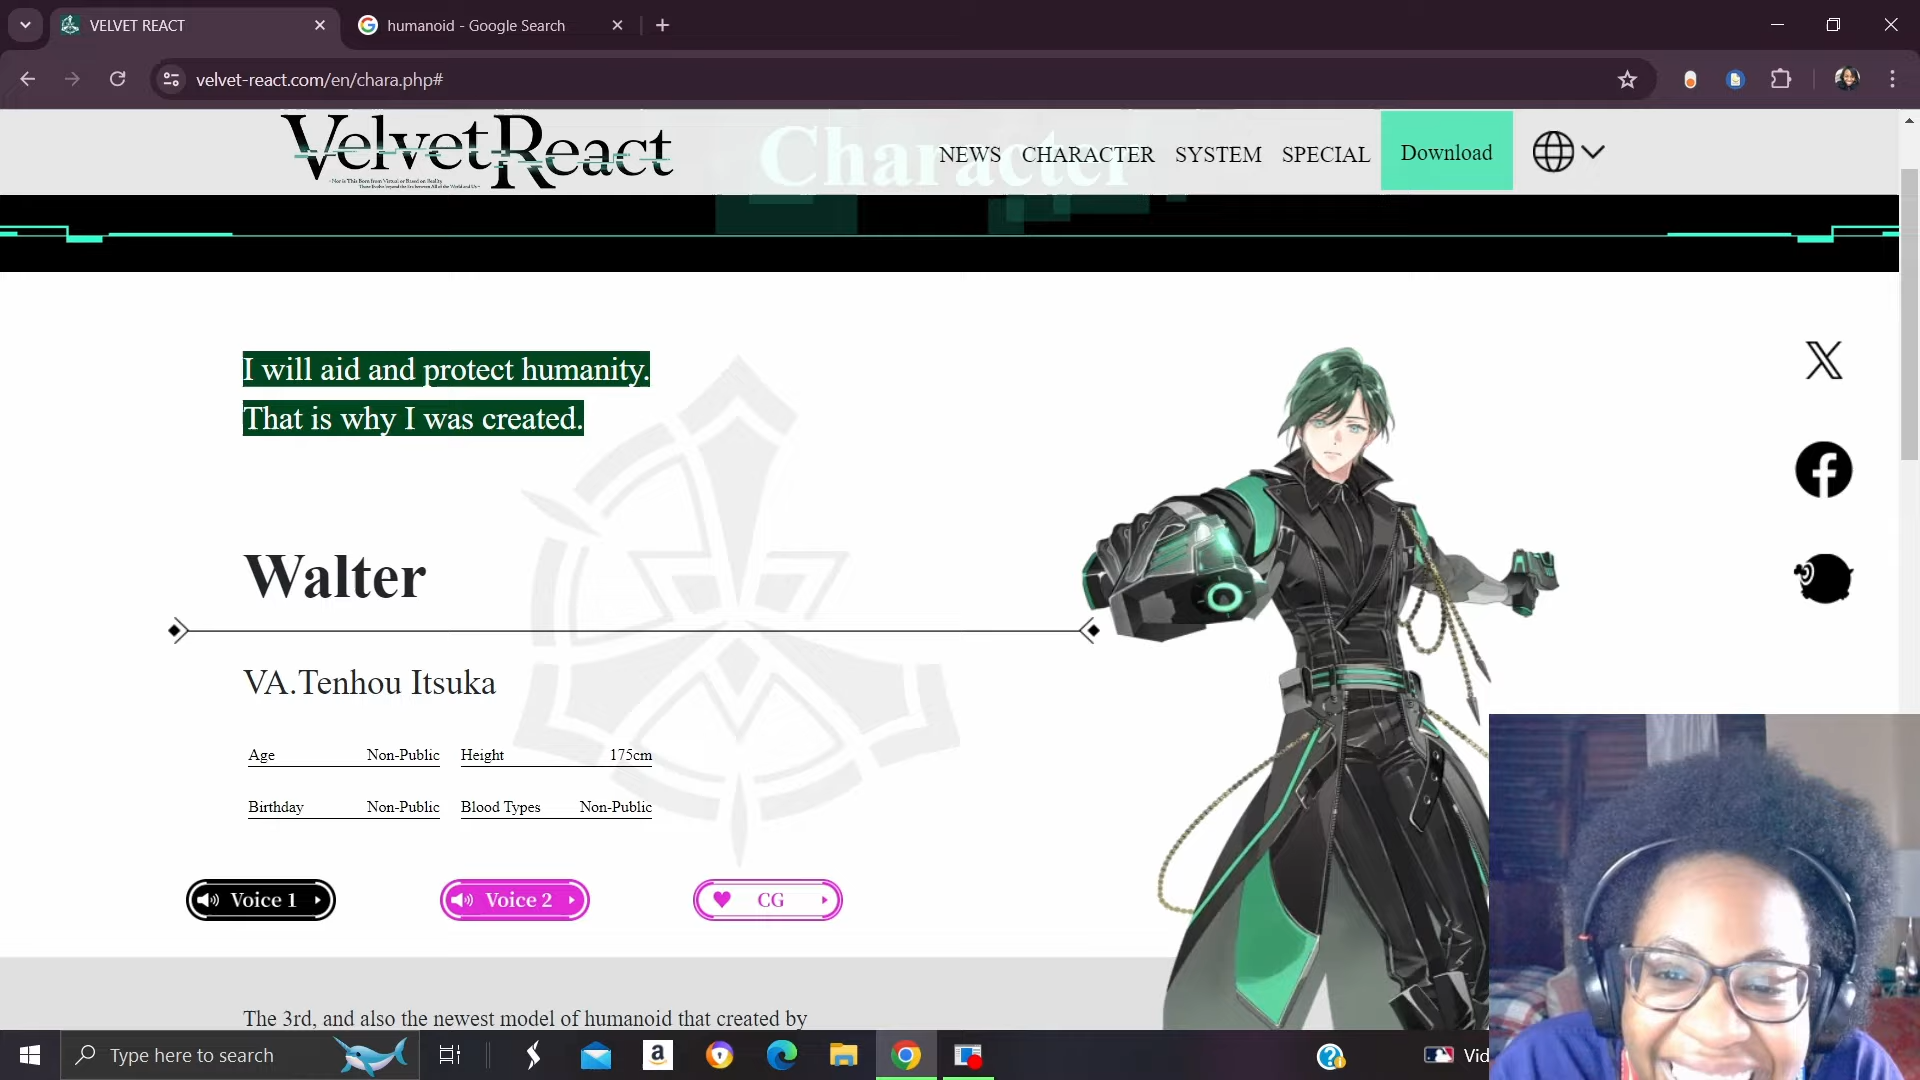 VELVET REACT
humanoid - Google Search
velvet-react.com/en/chara.php#
VelvetReact
Character
NEWS CHARACTER SYSTEM SPECIAL Download
I will aid and protect humanity.
That is why I was created.
Walter
VA.Tenhou Itsuka
Age Non-Public Height 175cm
Birthday Non-Public Blood Types Non-Public
Voice 1 Voice 2 CG
The 3rd, and also the newest model of humanoid that created by
Type here to search
Vid